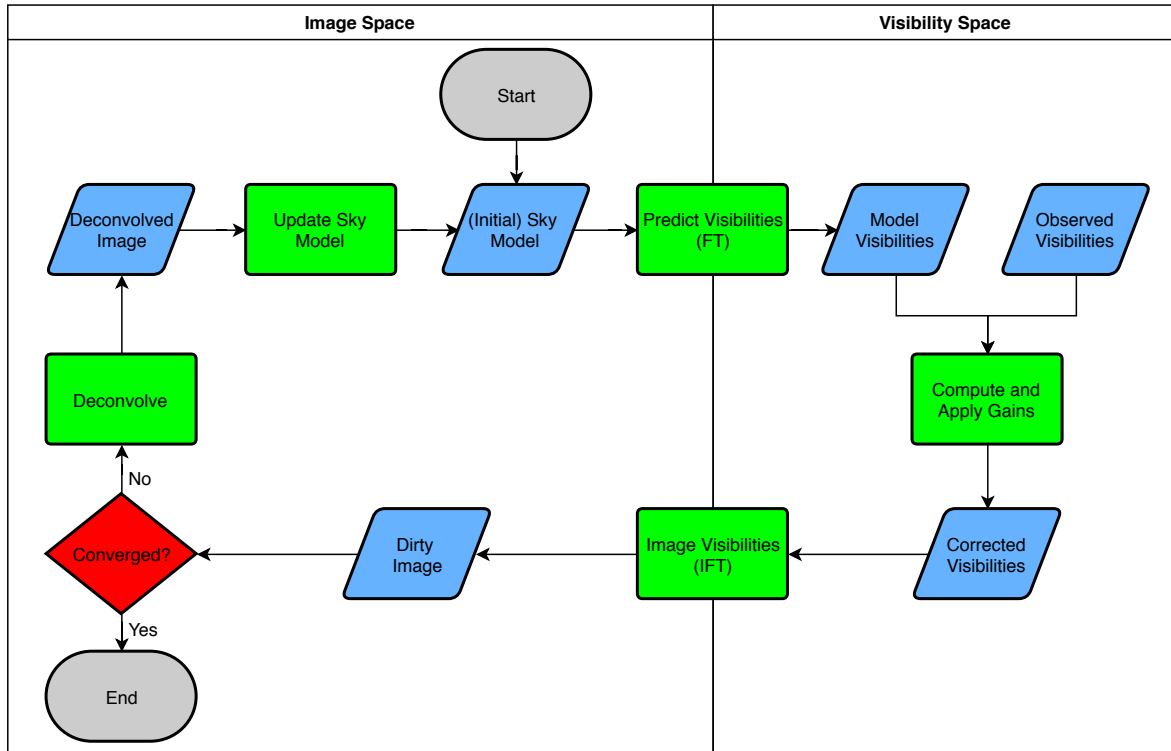 Image Space
Visibility Space
Start
Deconvolved
Image
Update Sky
Model
(Initial) Sky
Model
Predict Visibilities
(FT)
Model
Visibilities
Observed
Visibilities
Deconvolve
Compute and
Apply Gains
No
Converged?
Dirty
Image
Image Visibilities
(IFT)
Corrected
Visibilities
Yes
End